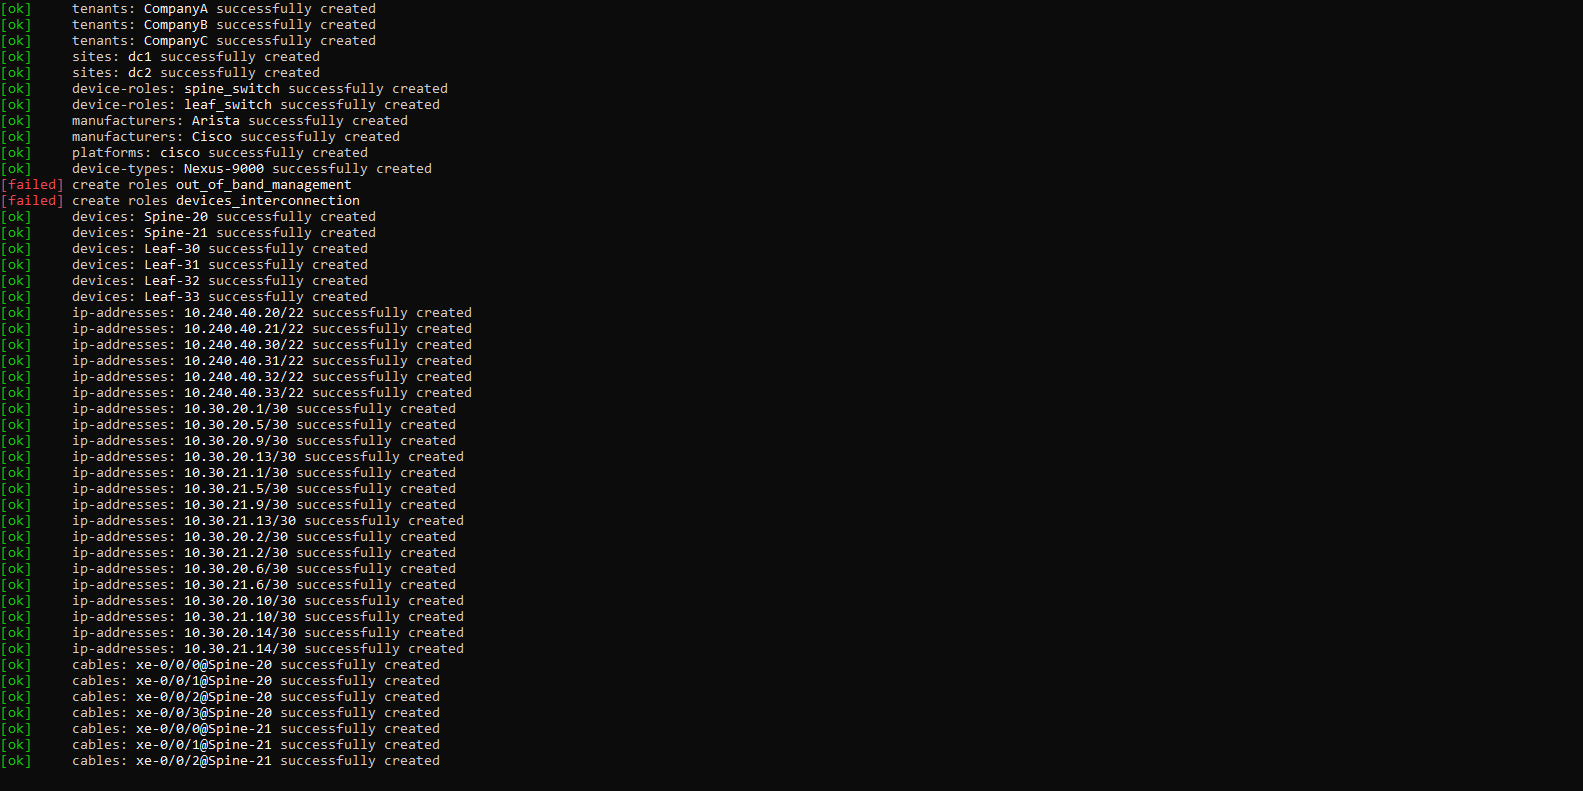 [ok] tenants: CompanyA successfully created
[ok] tenants: CompanyB successfully created
[ok] tenants: CompanyC successfully created
[ok] sites: dc1 successfully created
[ok] sites: dc2 successfully created
[ok] device-roles: spine_switch successfully created
[ok] device-roles: leaf_switch successfully created
[ok] manufacturers: Arista successfully created
[ok] manufacturers: Cisco successfully created
[ok] platforms: cisco successfully created
[ok] device-types: Nexus-9000 successfully created
[failed] create roles out_of_band_management
[failed] create roles devices_interconnection
[ok] devices: Spine-20 successfully created
[ok] devices: Spine-21 successfully created
[ok] devices: Leaf-30 successfully created
[ok] devices: Leaf-31 successfully created
[ok] devices: Leaf-32 successfully created
[ok] devices: Leaf-33 successfully created
[ok] ip-addresses: 10.240.40.20/22 successfully created
[ok] ip-addresses: 10.240.40.21/22 successfully created
[ok] ip-addresses: 10.240.40.30/22 successfully created
[ok] ip-addresses: 10.240.40.31/22 successfully created
[ok] ip-addresses: 10.240.40.32/22 successfully created
[ok] ip-addresses: 10.240.40.33/22 successfully created
[ok] ip-addresses: 10.30.20.1/30 successfully created
[ok] ip-addresses: 10.30.20.5/30 successfully created
[ok] ip-addresses: 10.30.20.9/30 successfully created
[ok] ip-addresses: 10.30.20.13/30 successfully created
[ok] ip-addresses: 10.30.21.1/30 successfully created
[ok] ip-addresses: 10.30.21.5/30 successfully created
[ok] ip-addresses: 10.30.21.9/30 successfully created
[ok] ip-addresses: 10.30.21.13/30 successfully created
[ok] ip-addresses: 10.30.20.2/30 successfully created
[ok] ip-addresses: 10.30.21.2/30 successfully created
[ok] ip-addresses: 10.30.20.6/30 successfully created
[ok] ip-addresses: 10.30.21.6/30 successfully created
[ok] ip-addresses: 10.30.20.10/30 successfully created
[ok] ip-addresses: 10.30.21.10/30 successfully created
[ok] ip-addresses: 10.30.20.14/30 successfully created
[ok] ip-addresses: 10.30.21.14/30 successfully created
[ok] cables: xe-0/0/0@Spine-20 successfully created
[ok] cables: xe-0/0/1@Spine-20 successfully created
[ok] cables: xe-0/0/2@Spine-20 successfully created
[ok] cables: xe-0/0/3@Spine-20 successfully created
[ok] cables: xe-0/0/0@Spine-21 successfully created
[ok] cables: xe-0/0/1@Spine-21 successfully created
[ok] cables: xe-0/0/2@Spine-21 successfully created